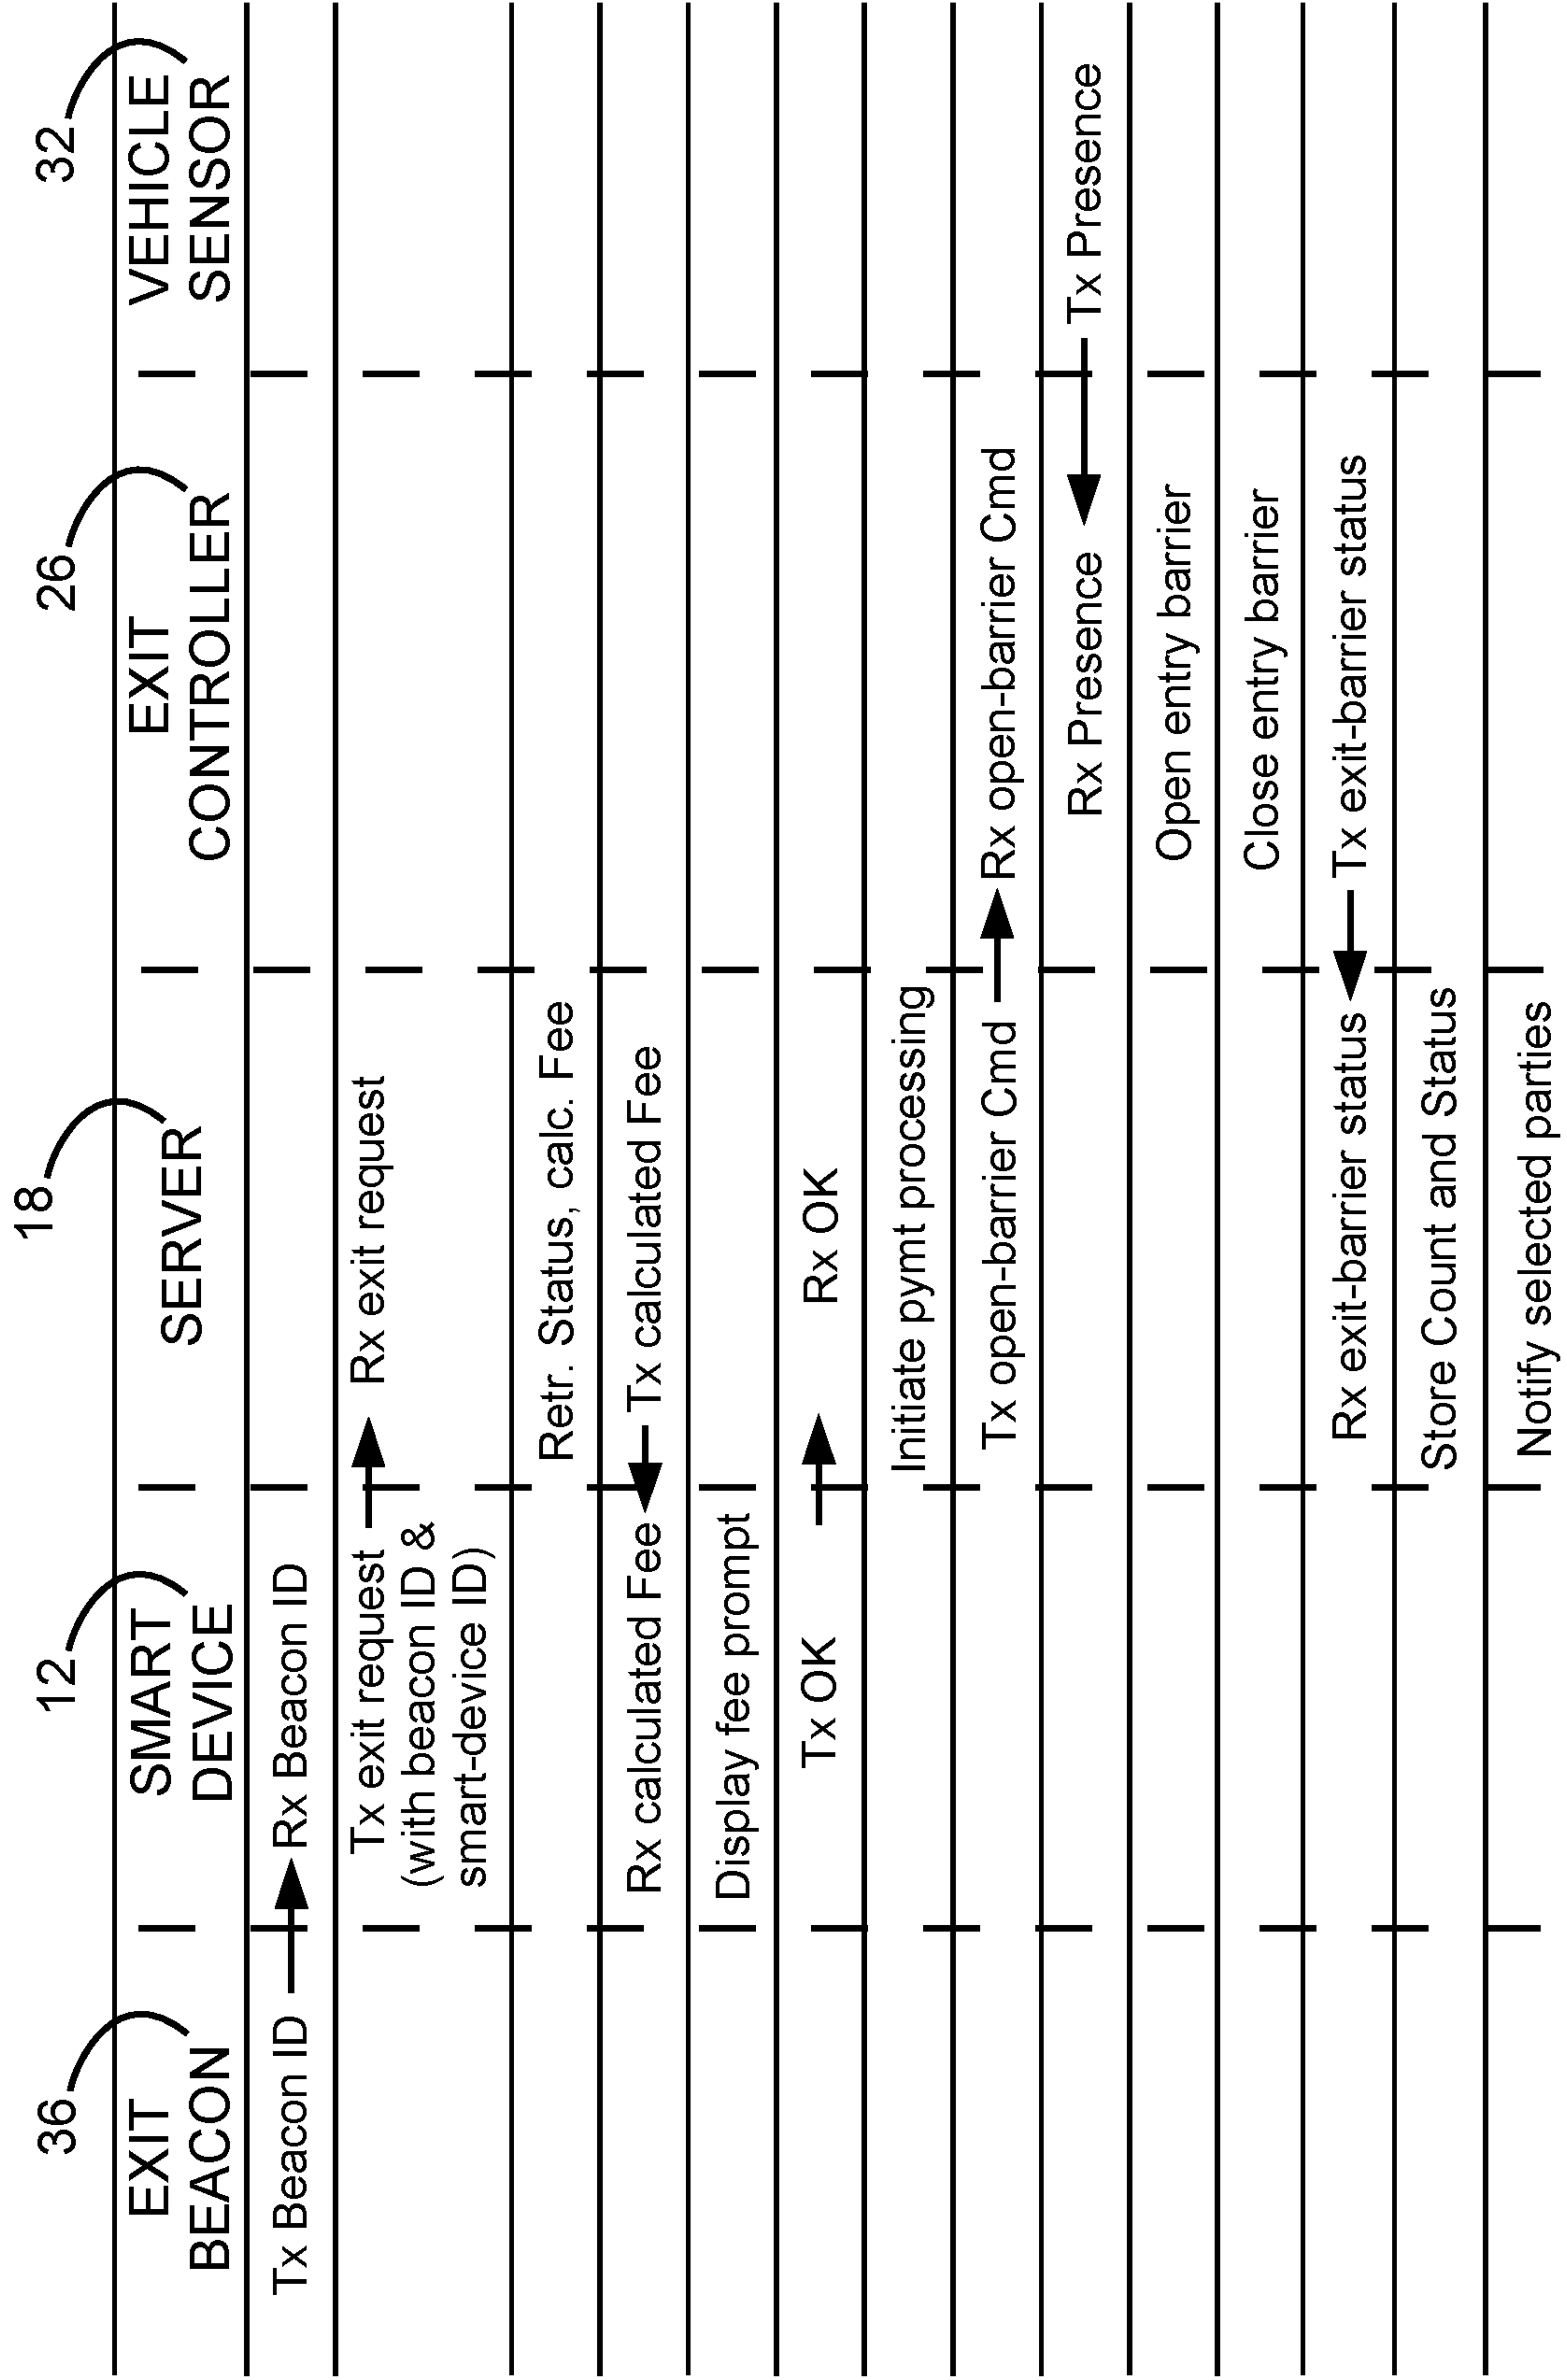 36
12
18
26
32
EXIT
BEACON
SMART
DEVICE
SERVER
EXIT
CONTROLLER
VEHICLE
SENSOR
Tx Beacon ID
Rx Beacon ID
Tx exit request
(with beacon ID &
smart-device ID)
Rx exit request
Retr. Status, calc. Fee
Rx calculated Fee
Tx calculated Fee
Display fee prompt
Tx OK
Rx OK
Initiate pymt processing
Tx open-barrier Cmd
Rx open-barrier Cmd
Rx Presence
Tx Presence
Open entry barrier
Close entry barrier
Rx exit-barrier status
Tx exit-barrier status
Store Count and Status
Notify selected parties